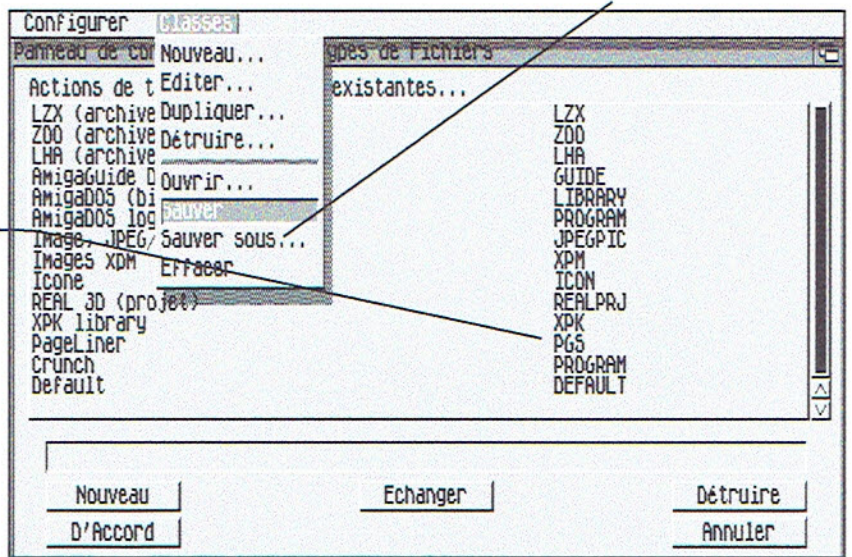 Configurer Classes
Panneau de con ypes de Fichiers
Actions de t existantes...
Nouveau...
Editer...
Dupliquer...
Détruire...
Ouvrir...
Sauver
Sauver sous...
Effacer
LZX (archive LZX
ZOO (archive ZOO
LHA (archive LHA
AmigaGuide D GUIDE
AmigaDOS (bi LIBRARY
AmigaDOS log PROGRAM
Image, JPEG/ JPEGPIC
Images XPM XPM
Icone ICON
REAL 3D (projet) REALPRJ
XPK library XPK
PageLiner PGS
Crunch PROGRAM
Default DEFAULT
Nouveau Echanger Détruire
D'Accord Annuler